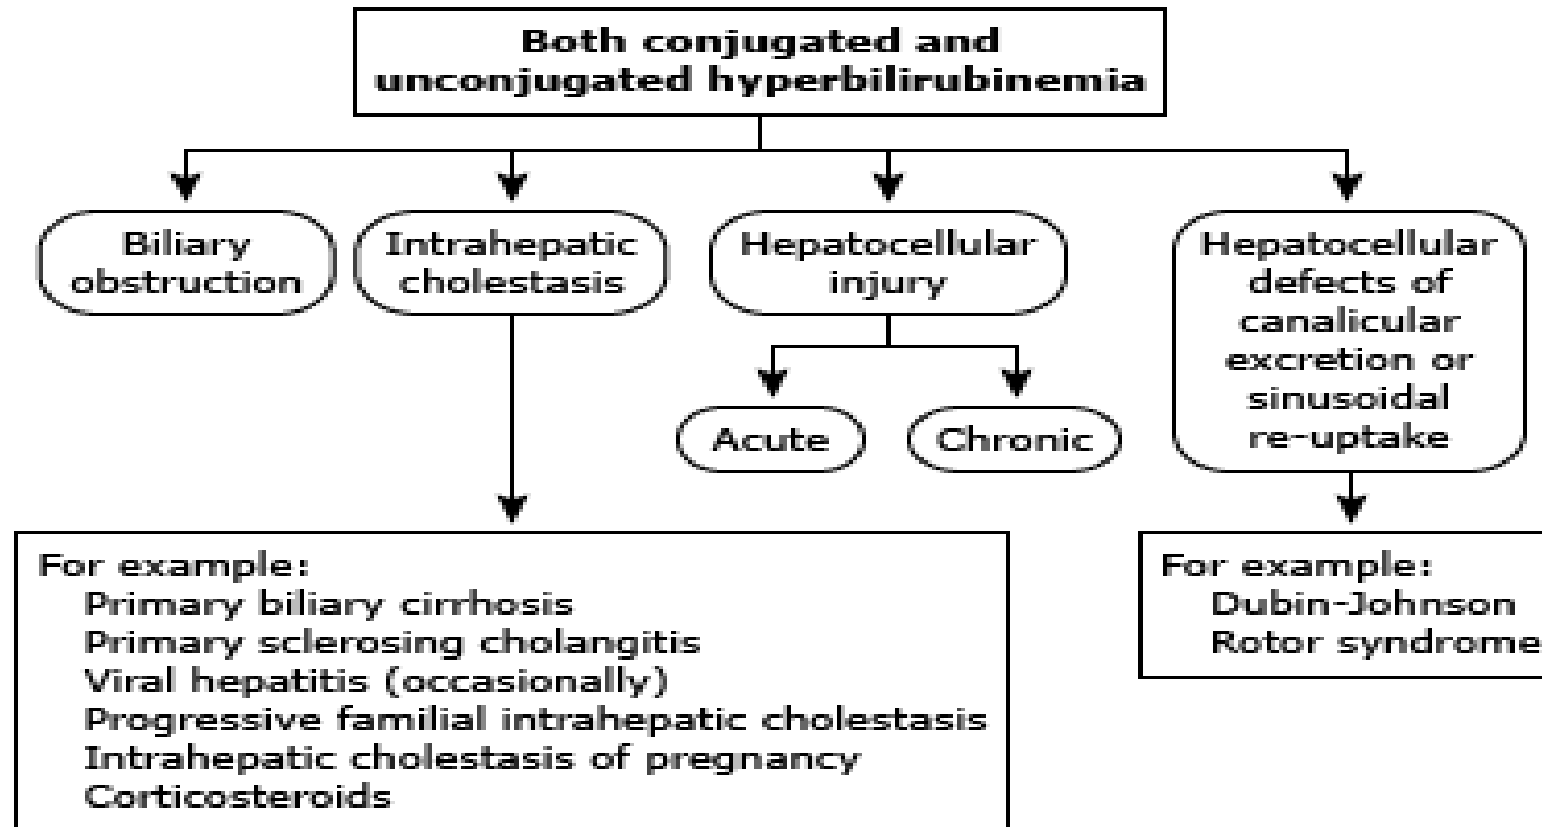 Both conjugated and
unconjugated hyperbilirubinemia
Biliary
obstruction
Intrahepatic
cholestasis
Hepatocellular
injury
Acute
Chronic
Hepatocellular
defects of
canalicular
excretion or
sinusoidal
re-uptake
For example:
Primary biliary cirrhosis
Primary sclerosing cholangitis
Viral hepatitis (occasionally)
Progressive familial intrahepatic cholestasis
Intrahepatic cholestasis of pregnancy
Corticosteroids
For example:
Dubin-Johnson
Rotor syndrome